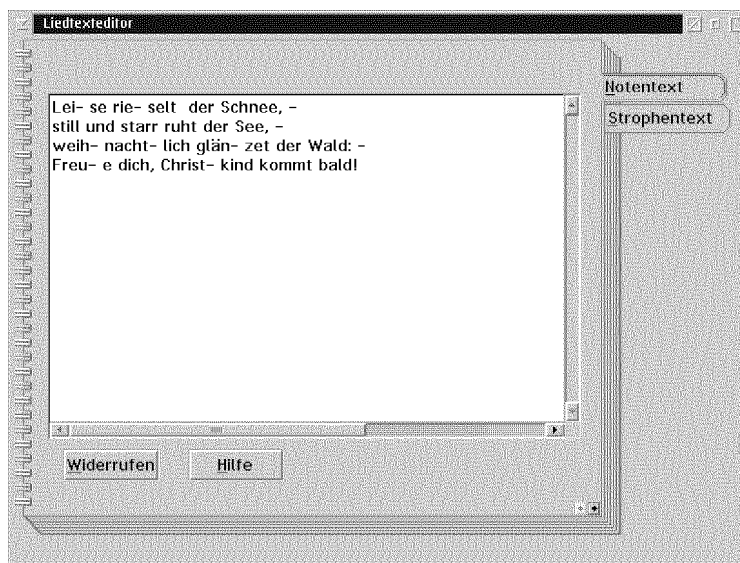 Liedtexteditor
Notentext
Strophentext
Lei– se rie– selt  der Schnee, –
still und starr ruht der See, –
weih– nacht– lich glän– zet der Wald: –
Freu– e dich, Christ– kind kommt bald!
Widerrufen
Hilfe